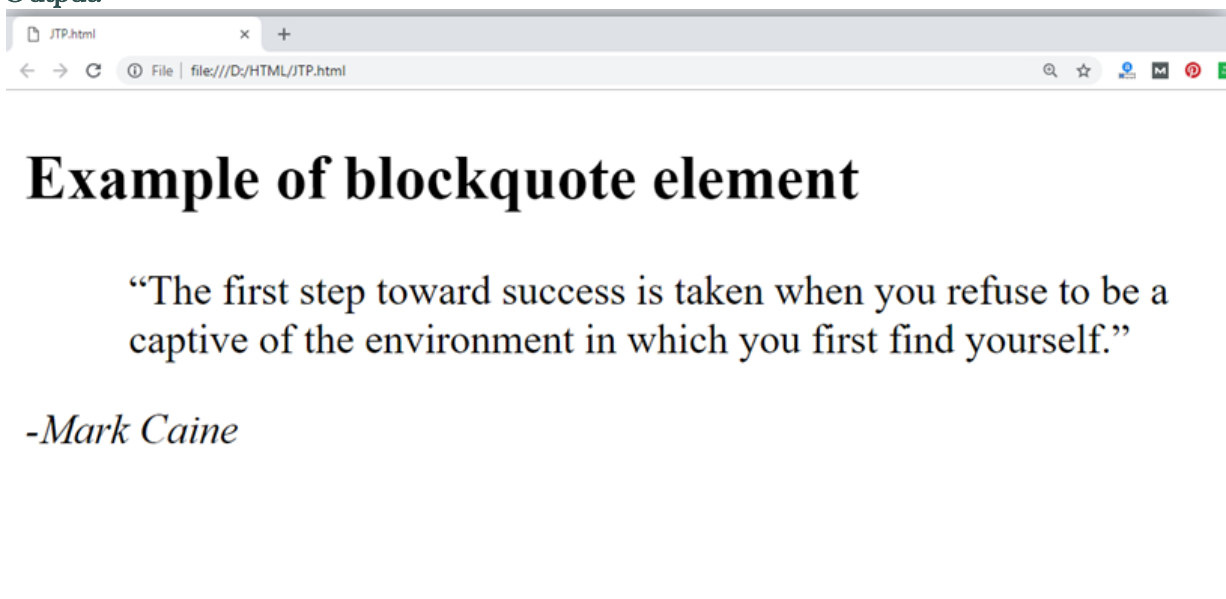 Output:
JTP.html
File | file:///D:/HTML/JTP.html
Example of blockquote element
“The first step toward success is taken when you refuse to be a
captive of the environment in which you first find yourself.”
-Mark Caine